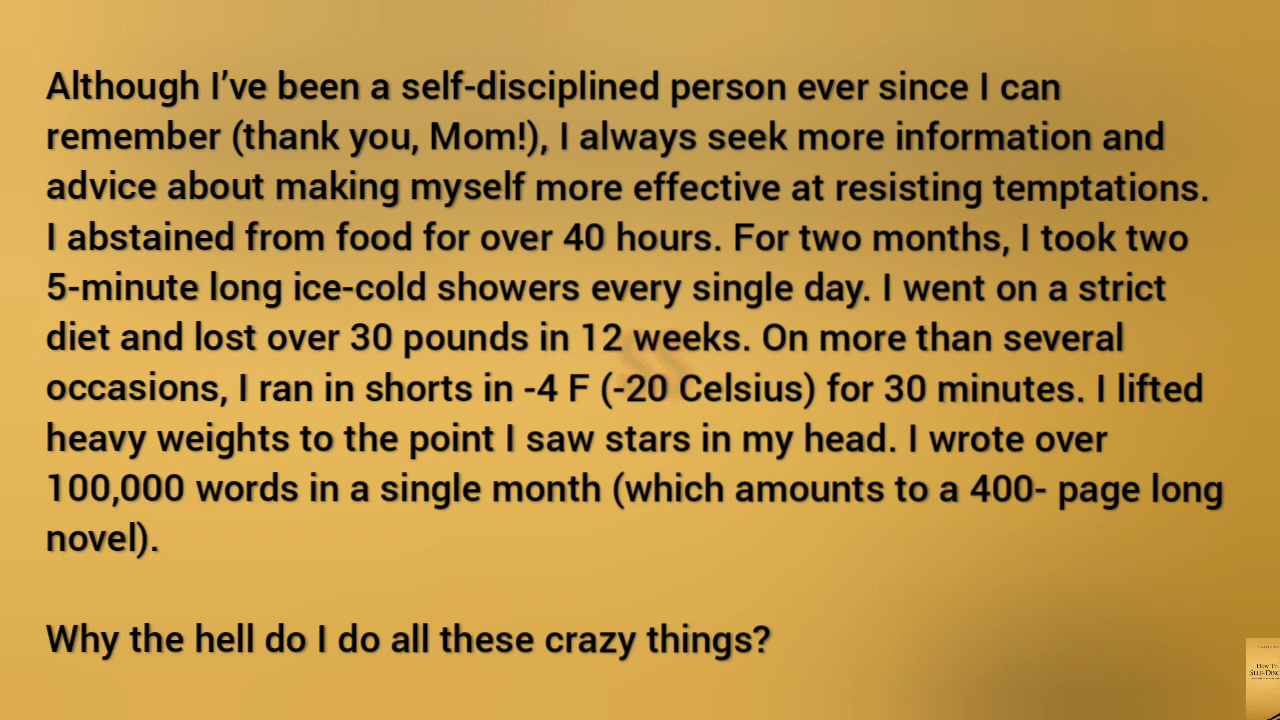 Although I’ve been a self-disciplined person ever since I can
remember (thank you, Mom!), I always seek more information and
advice about making myself more effective at resisting temptations.
I abstained from food for over 40 hours. For two months, I took two
5-minute long ice-cold showers every single day. I went on a strict
diet and lost over 30 pounds in 12 weeks. On more than several
occasions, I ran in shorts in -4 F (-20 Celsius) for 30 minutes. I lifted
heavy weights to the point I saw stars in my head. I wrote over
100,000 words in a single month (which amounts to a 400- page long
novel).
Why the hell do I do all these crazy things?
How To